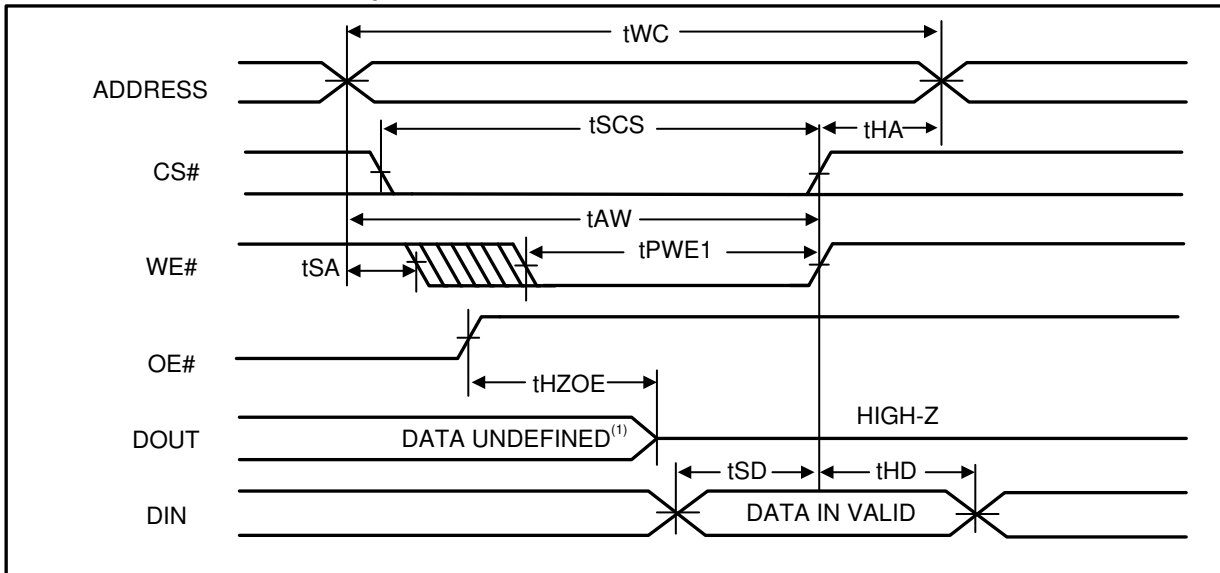 tWC
ADDRESS
tSCS
tHA
CS#
tAW
WE#
tSA
tPWE1
OE#
tHZOE
DOUT
DATA UNDEFINED(1)
HIGH-Z
tSD
tHD
DIN
DATA IN VALID